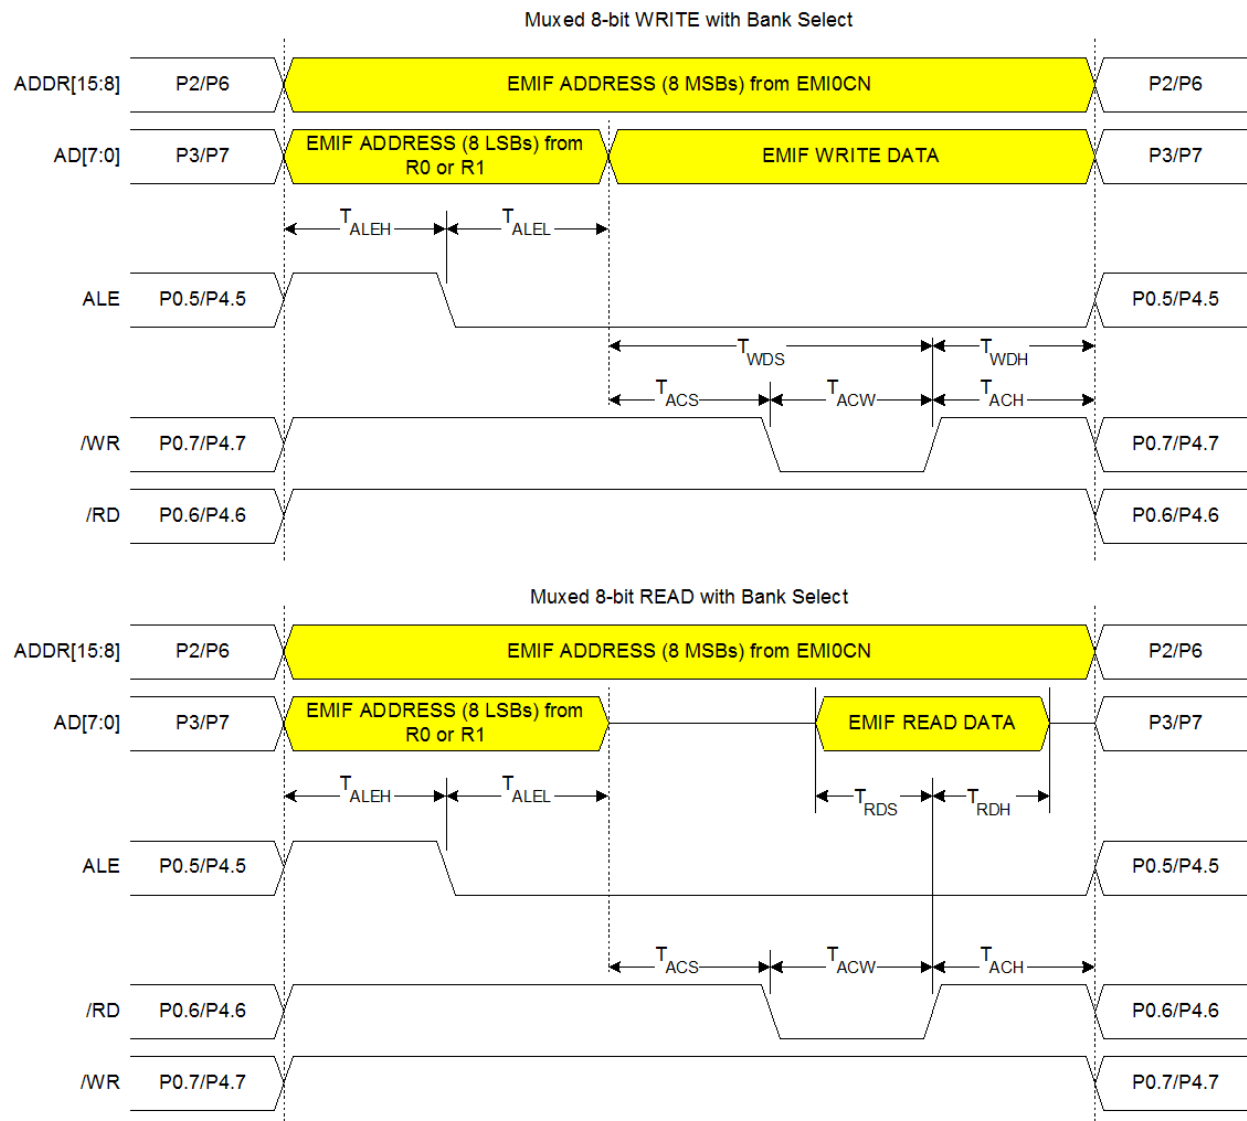 Muxed 8-bit WRITE with Bank Select
ADDR[15:8] P2/P6 EMIF ADDRESS (8 MSBs) from EMI0CN P2/P6
AD[7:0] P3/P7 EMIF ADDRESS (8 LSBs) from R0 or R1 EMIF WRITE DATA P3/P7
TALEH TALEL
ALE P0.5/P4.5 P0.5/P4.5
TWDS TWDH
TACS TACW TACH
/WR P0.7/P4.7 P0.7/P4.7
/RD P0.6/P4.6 P0.6/P4.6
Muxed 8-bit READ with Bank Select
ADDR[15:8] P2/P6 EMIF ADDRESS (8 MSBs) from EMI0CN P2/P6
AD[7:0] P3/P7 EMIF ADDRESS (8 LSBs) from R0 or R1 EMIF READ DATA P3/P7
TALEH TALEL TRDS TRDH
ALE P0.5/P4.5 P0.5/P4.5
TACS TACW TACH
/RD P0.6/P4.6 P0.6/P4.6
/WR P0.7/P4.7 P0.7/P4.7